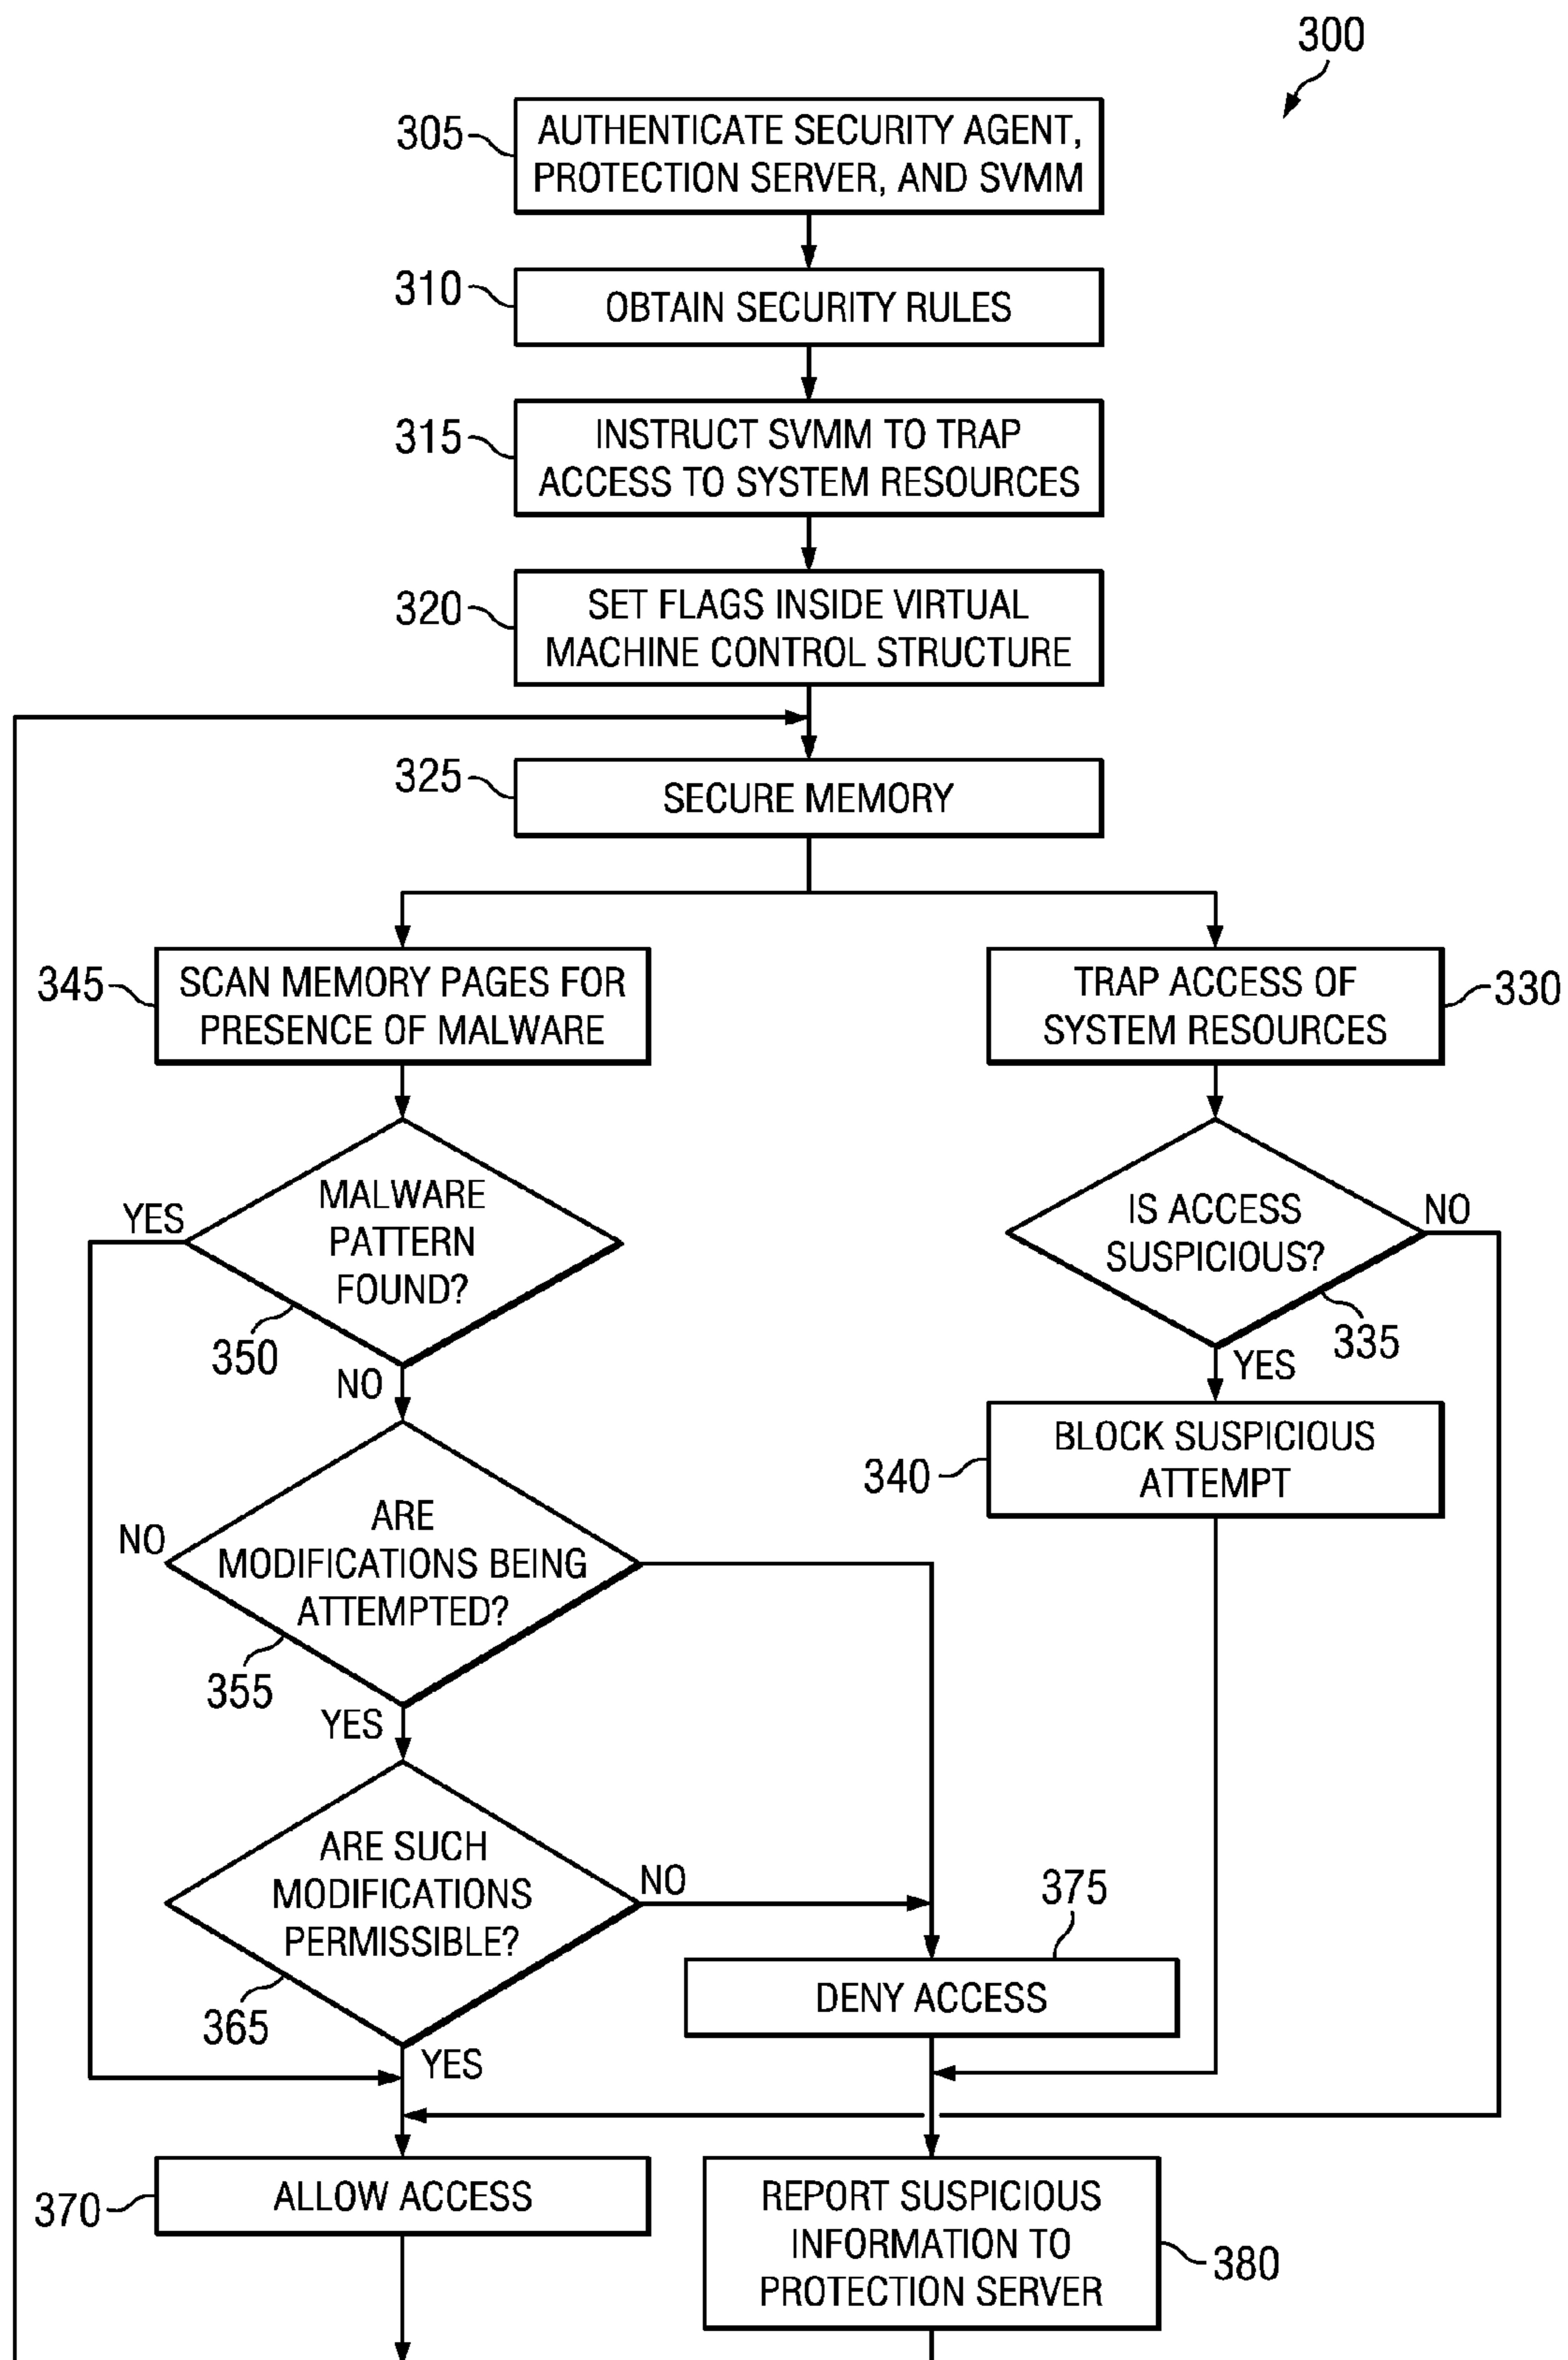 300
305
AUTHENTICATE SECURITY AGENT,
PROTECTION SERVER, AND SVMM
310
OBTAIN SECURITY RULES
315
INSTRUCT SVMM TO TRAP
ACCESS TO SYSTEM RESOURCES
320
SET FLAGS INSIDE VIRTUAL
MACHINE CONTROL STRUCTURE
325
SECURE MEMORY
345
SCAN MEMORY PAGES FOR
PRESENCE OF MALWARE
TRAP ACCESS OF
SYSTEM RESOURCES
330
YES
MALWARE
PATTERN
FOUND?
350
NO
IS ACCESS
SUSPICIOUS?
NO
335
YES
340
BLOCK SUSPICIOUS
ATTEMPT
NO
ARE
MODIFICATIONS BEING
ATTEMPTED?
355
YES
ARE SUCH
MODIFICATIONS
PERMISSIBLE?
NO
365
YES
375
DENY ACCESS
370
ALLOW ACCESS
REPORT SUSPICIOUS
INFORMATION TO
PROTECTION SERVER
380